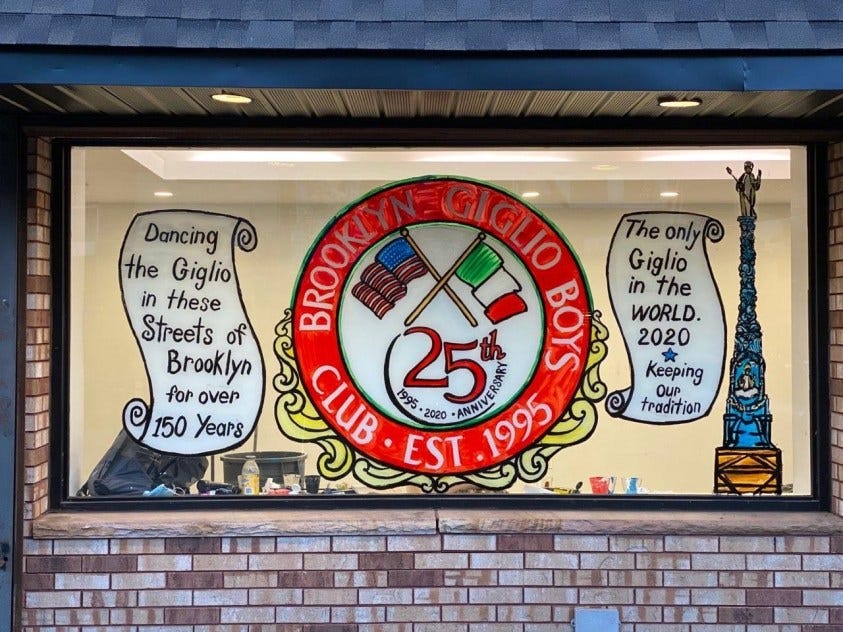 Dancing
the Giglio
in these
Streets of
Brooklyn
for over
150 Years
BROOKLYN GIGLIO BOYS
CLUB · EST. 1995
25th
1995 · 2020 · ANNIVERSARY
The only
Giglio
in the
WORLD.
2020
Keeping
Our
tradition